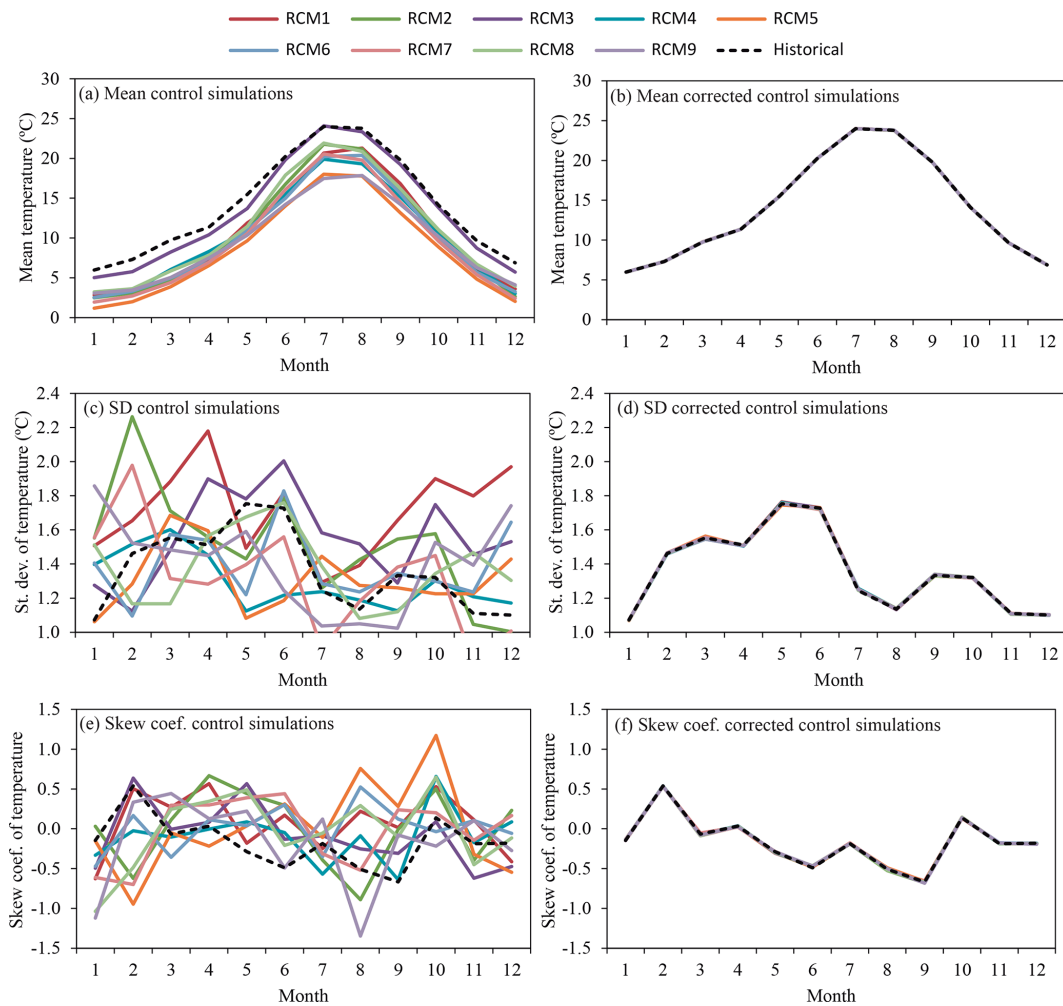 RCM1 RCM2 RCM3 RCM4 RCM5
RCM6 RCM7 RCM8 RCM9 Historical
(a) Mean control simulations
Mean temperature (ºC)
30
25
20
15
10
5
0
1 2 3 4 5 6 7 8 9 10 11 12
Month
(b) Mean corrected control simulations
Mean temperature (ºC)
30
25
20
15
10
5
0
1 2 3 4 5 6 7 8 9 10 11 12
Month
(c) SD control simulations
St. dev. of temperature (ºC)
2.4
2.2
2.0
1.8
1.6
1.4
1.2
1.0
1 2 3 4 5 6 7 8 9 10 11 12
Month
(d) SD corrected control simulations
St. dev. of temperature (ºC)
2.4
2.2
2.0
1.8
1.6
1.4
1.2
1.0
1 2 3 4 5 6 7 8 9 10 11 12
Month
(e) Skew coef. control simulations
Skew coef. of temperature
1.5
1.0
0.5
0.0
-0.5
-1.0
-1.5
1 2 3 4 5 6 7 8 9 10 11 12
Month
(f) Skew coef. corrected control simulations
Skew coef. of temperature
1.5
1.0
0.5
0.0
-0.5
-1.0
-1.5
1 2 3 4 5 6 7 8 9 10 11 12
Month